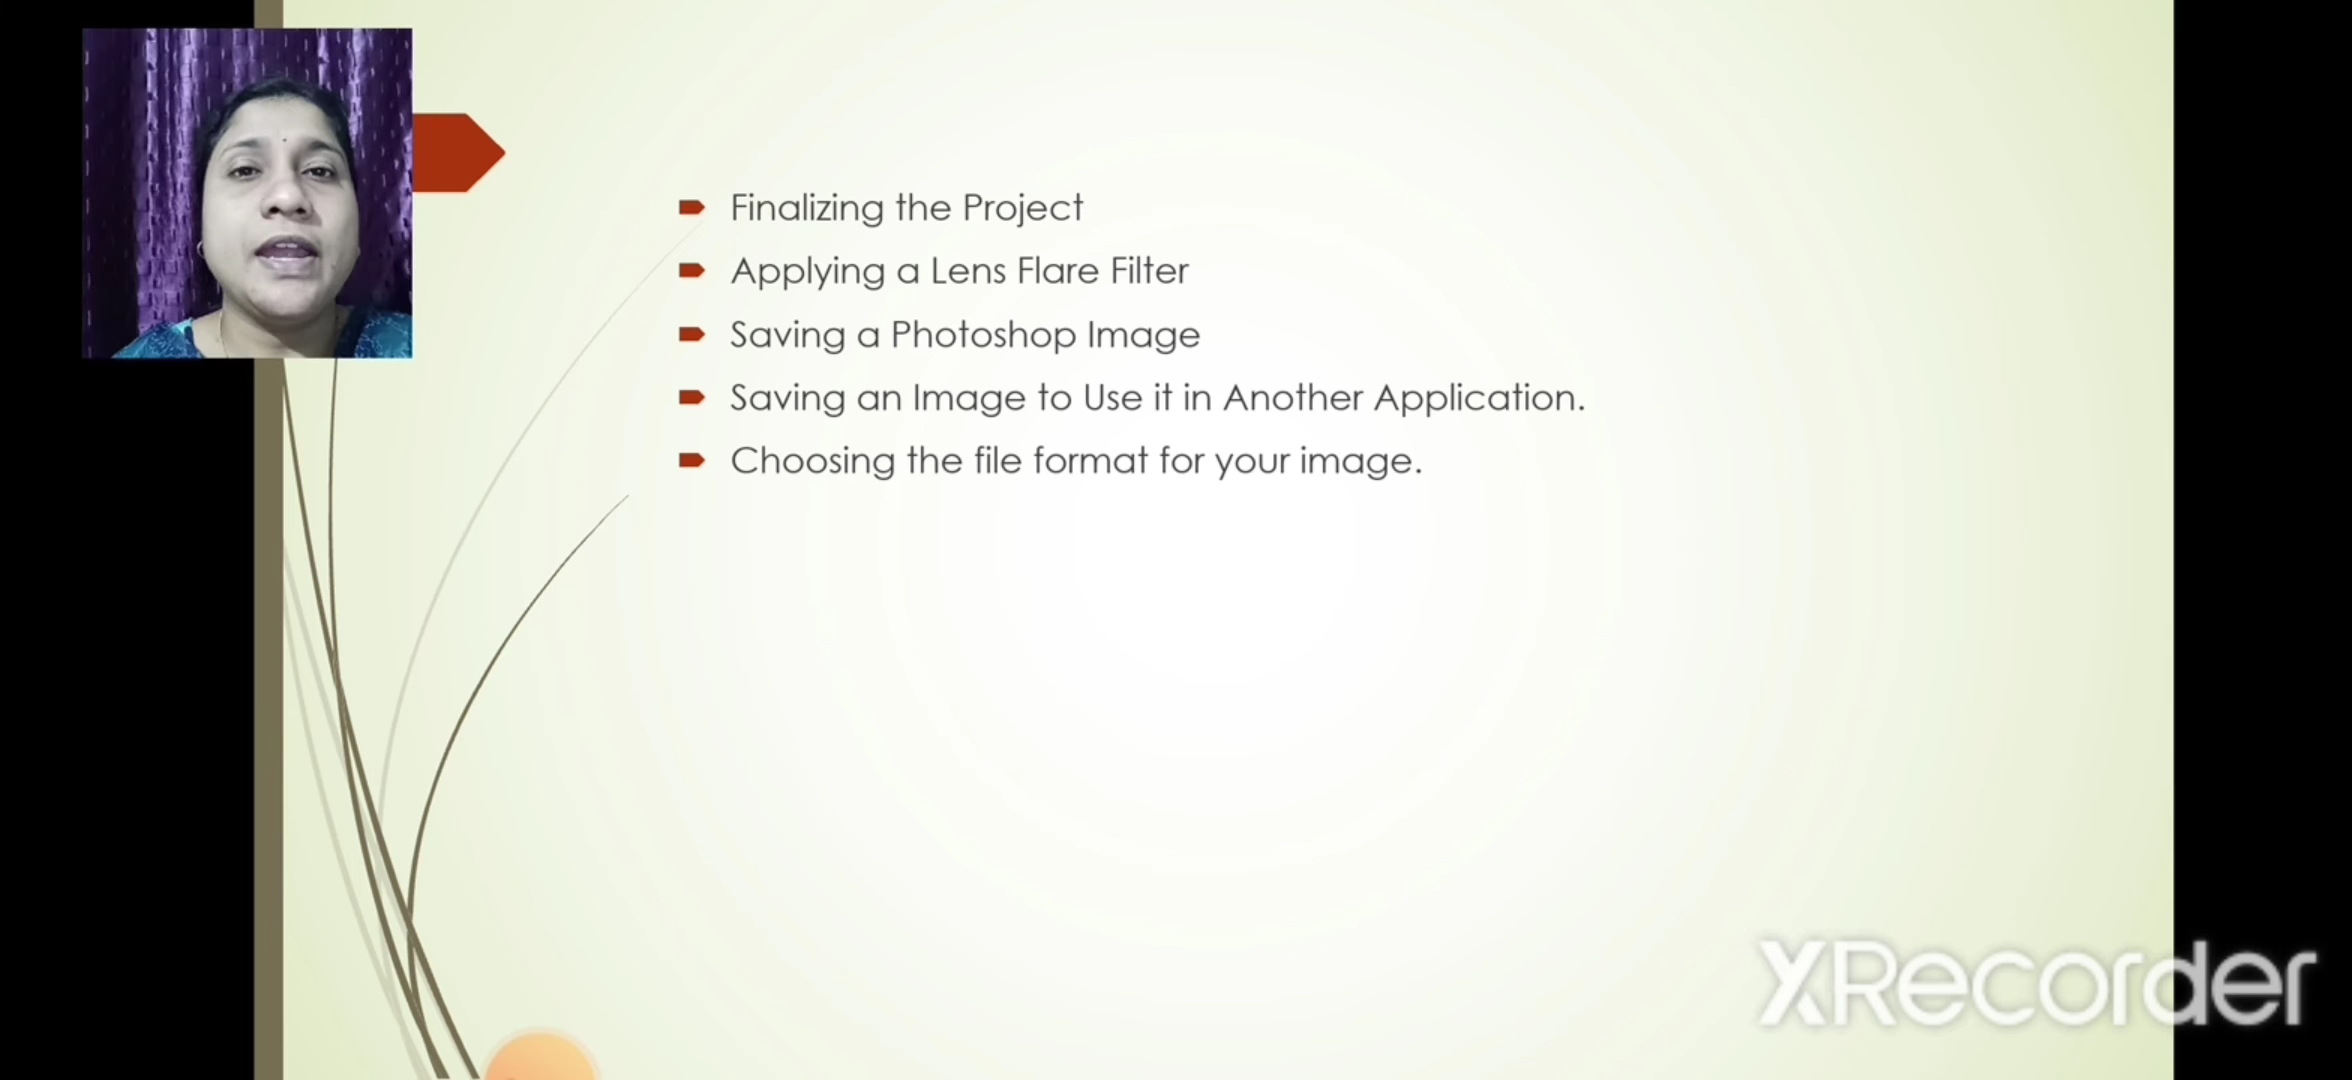 Finalizing the Project
Applying a Lens Flare Filter
Saving a Photoshop Image
Saving an Image to Use it in Another Application.
Choosing the file format for your image.
XRecorder